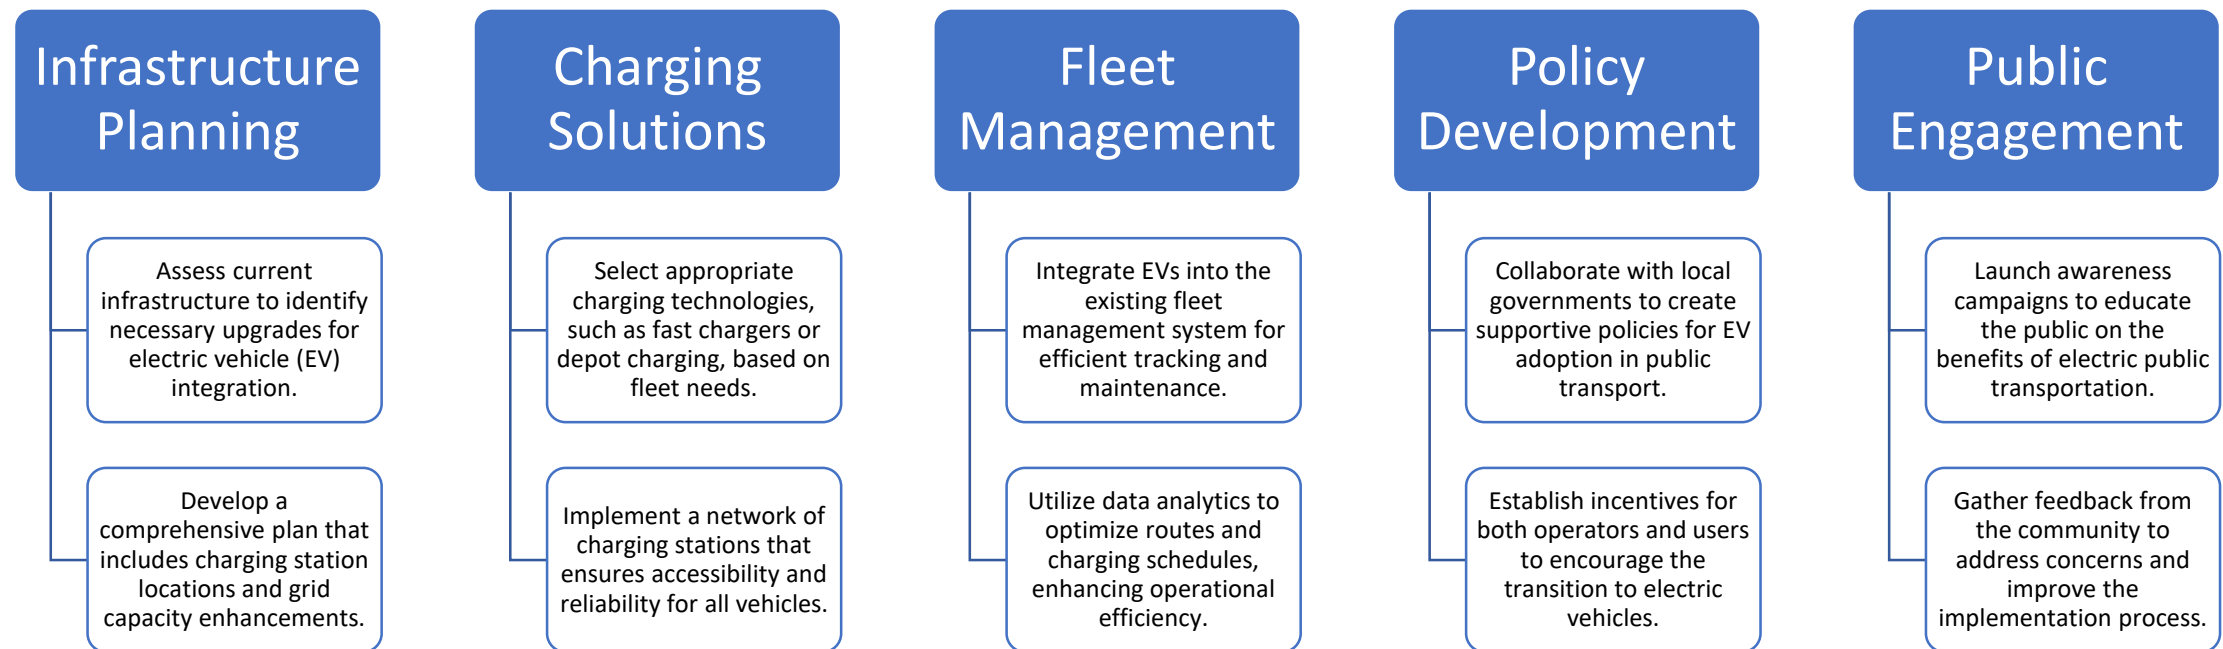 Infrastructure
Planning
Assess current
infrastructure to identify
necessary upgrades for
electric vehicle (EV)
integration.
Develop a
comprehensive plan that
includes charging station
locations and grid
capacity enhancements.
Charging
Solutions
Select appropriate
charging technologies,
such as fast chargers or
depot charging, based on
fleet needs.
Implement a network of
charging stations that
ensures accessibility and
reliability for all vehicles.
Fleet
Management
Integrate EVs into the
existing fleet
management system for
efficient tracking and
maintenance.
Utilize data analytics to
optimize routes and
charging schedules,
enhancing operational
efficiency.
Policy
Development
Collaborate with local
governments to create
supportive policies for EV
adoption in public
transport.
Establish incentives for
both operators and users
to encourage the
transition to electric
vehicles.
Public
Engagement
Launch awareness
campaigns to educate
the public on the
benefits of electric public
transportation.
Gather feedback from
the community to
address concerns and
improve the
implementation process.